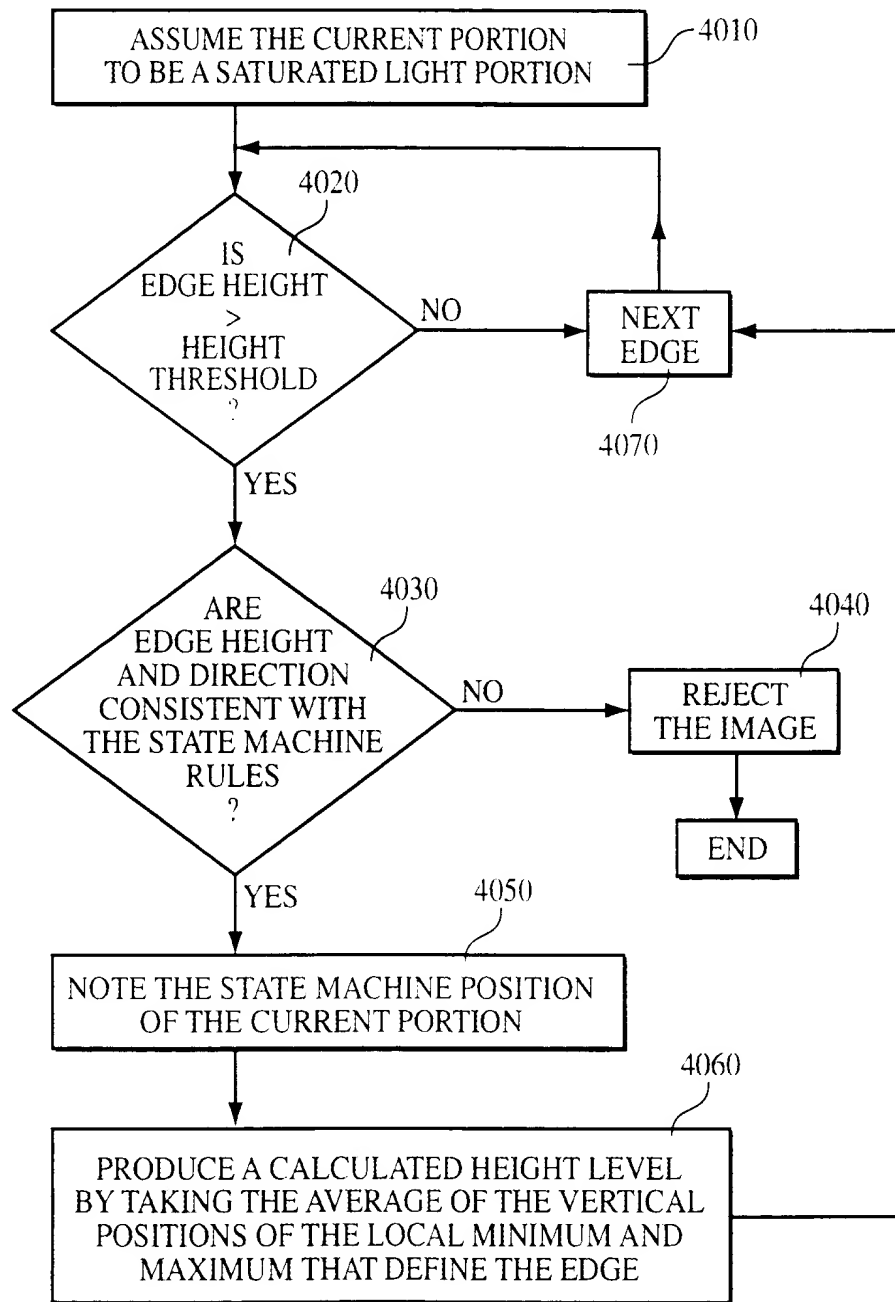 ASSUME THE CURRENT PORTION
TO BE A SATURATED LIGHT PORTION
4010
4020
IS
EDGE HEIGHT
>
HEIGHT
THRESHOLD
?
NO
NEXT
EDGE
4070
YES
4030
ARE
EDGE HEIGHT
AND DIRECTION
CONSISTENT WITH
THE STATE MACHINE
RULES
?
NO
4040
REJECT
THE IMAGE
END
YES
4050
NOTE THE STATE MACHINE POSITION
OF THE CURRENT PORTION
4060
PRODUCE A CALCULATED HEIGHT LEVEL
BY TAKING THE AVERAGE OF THE VERTICAL
POSITIONS OF THE LOCAL MINIMUM AND
MAXIMUM THAT DEFINE THE EDGE